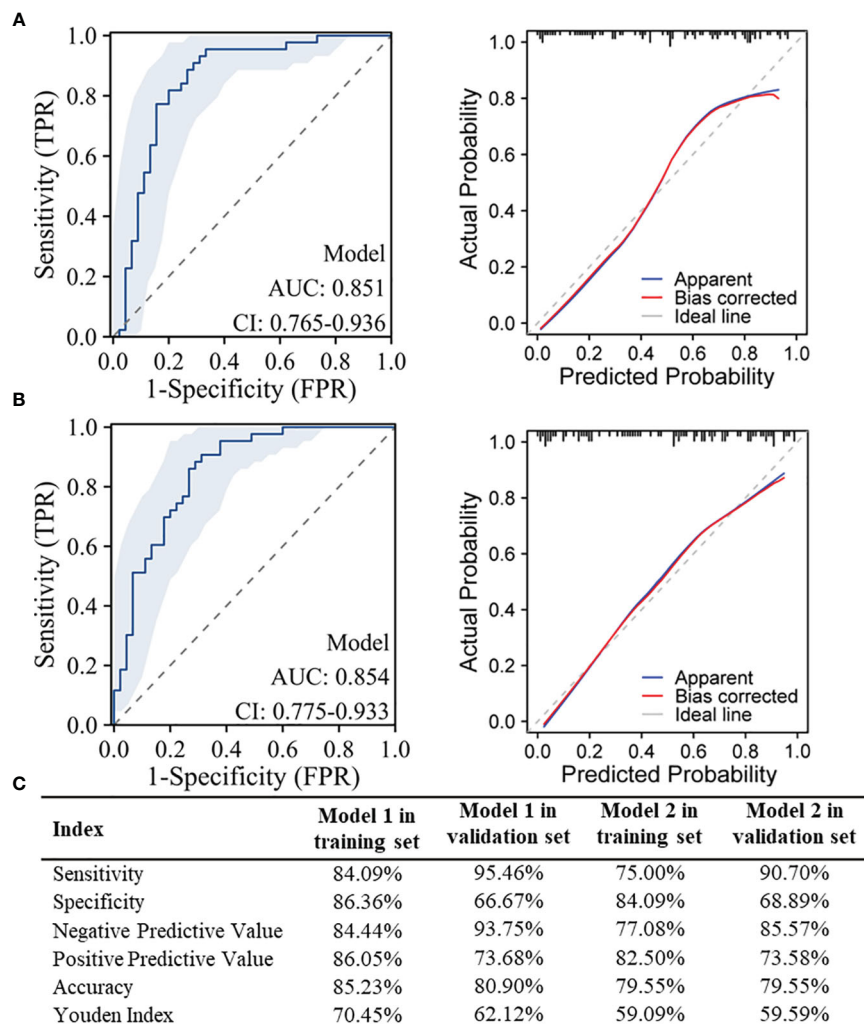 A
Sensitivity (TPR)
1.0
0.8
0.6
0.4
0.2
0.0
Model
AUC: 0.851
CI: 0.765-0.936
0.0 0.2 0.4 0.6 0.8 1.0
1-Specificity (FPR)
Actual Probability
1.0
0.8
0.6
0.4
0.2
0.0
Apparent
Bias corrected
Ideal line
0.0 0.2 0.4 0.6 0.8 1.0
Predicted Probability
B
Sensitivity (TPR)
1.0
0.8
0.6
0.4
0.2
0.0
Model
AUC: 0.854
CI: 0.775-0.933
0.0 0.2 0.4 0.6 0.8 1.0
1-Specificity (FPR)
Actual Probability
1.0
0.8
0.6
0.4
0.2
0.0
Apparent
Bias corrected
Ideal line
0.0 0.2 0.4 0.6 0.8 1.0
Predicted Probability
C
Index Model 1 in training set Model 1 in validation set Model 2 in training set Model 2 in validation set
Sensitivity 84.09% 95.46% 75.00% 90.70%
Specificity 86.36% 66.67% 84.09% 68.89%
Negative Predictive Value 84.44% 93.75% 77.08% 85.57%
Positive Predictive Value 86.05% 73.68% 82.50% 73.58%
Accuracy 85.23% 80.90% 79.55% 79.55%
Youden Index 70.45% 62.12% 59.09% 59.59%